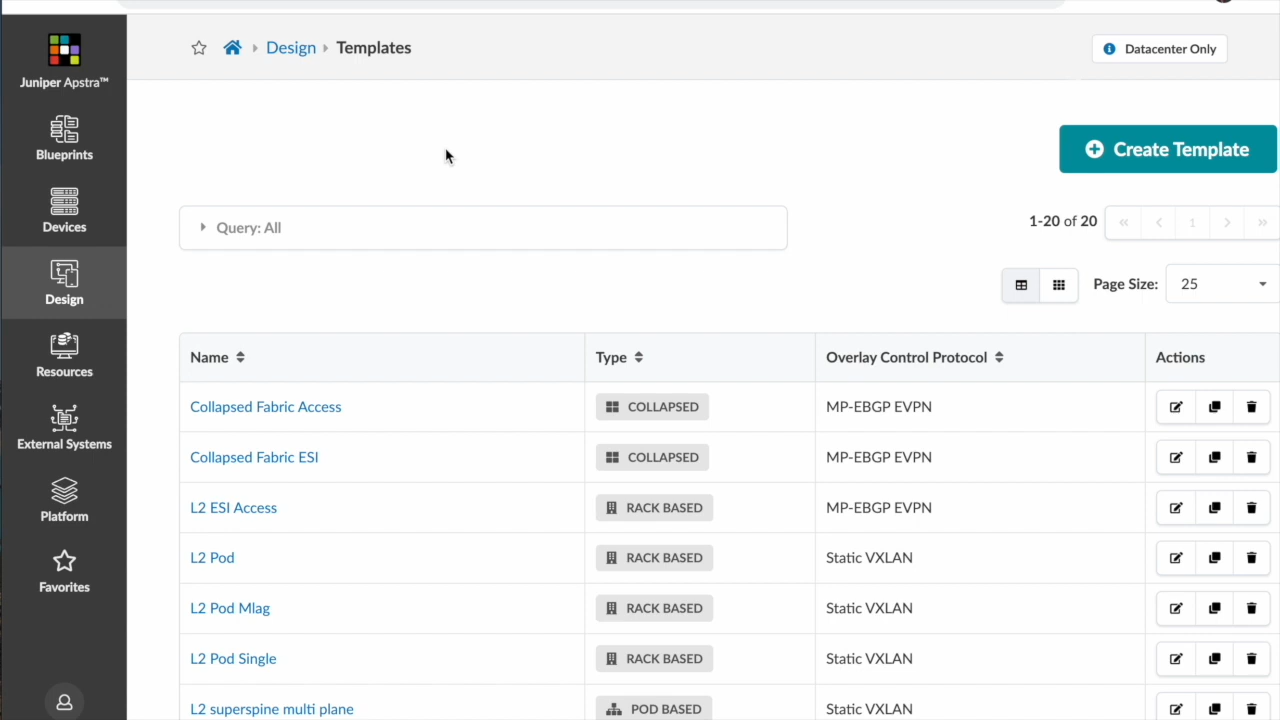 Juniper Apstra™
Blueprints
Devices
Design
Resources
External Systems
Platform
Favorites
Design Templates
Datacenter Only
Create Template
Query: All
1-20 of 20
« ‹ 1 › »
Page Size: 25
Name Type Overlay Control Protocol Actions
Collapsed Fabric Access COLLAPSED MP-EBGP EVPN
Collapsed Fabric ESI COLLAPSED MP-EBGP EVPN
L2 ESI Access RACK BASED MP-EBGP EVPN
L2 Pod RACK BASED Static VXLAN
L2 Pod Mlag RACK BASED Static VXLAN
L2 Pod Single RACK BASED Static VXLAN
L2 superspine multi plane POD BASED Static VXLAN